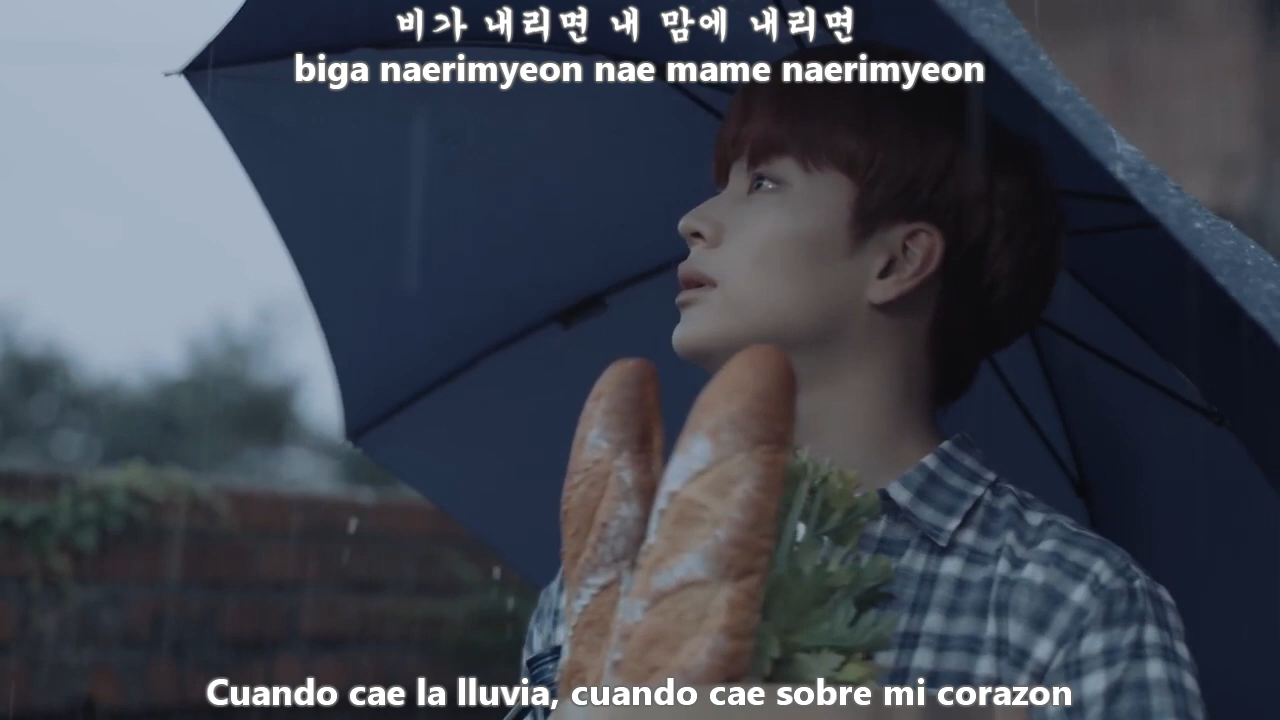 비가 내리면 내 맘에 내리면
biga naerimyeon nae mame naerimyeon
Cuando cae la lluvia, cuando cae sobre mi corazon